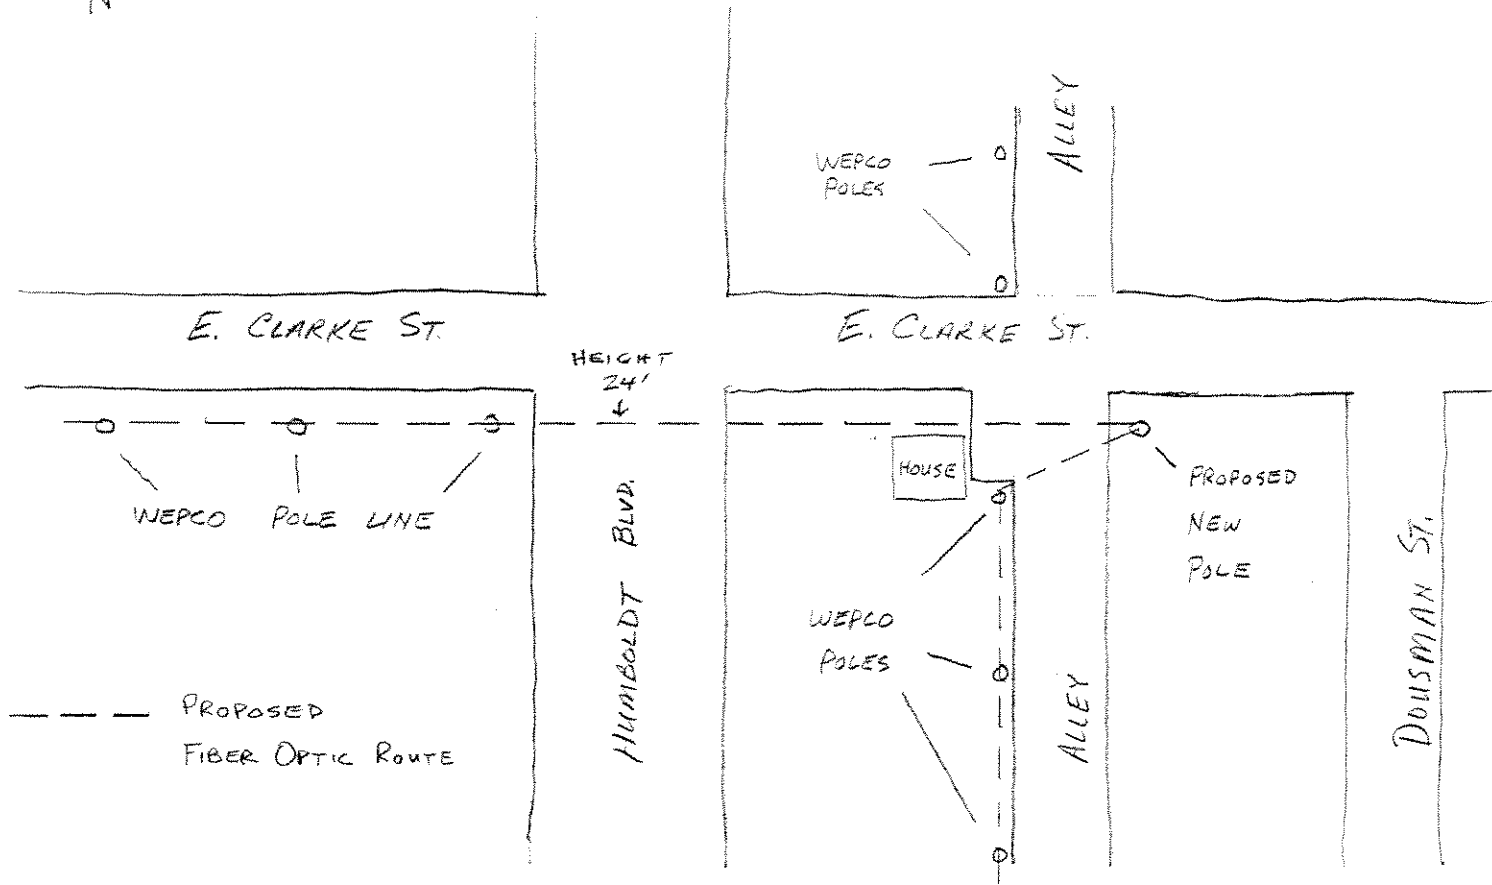 N
ALLEY
WEPCO
POLES
E. CLARKE ST.
E. CLARKE ST.
HEIGHT
24'
HOUSE
PROPOSED
NEW
POLE
WEPCO POLE LINE
HUMBOLDT BLVD.
DOUSMAN ST.
WEPCO
POLES
ALLEY
PROPOSED
FIBER OPTIC ROUTE